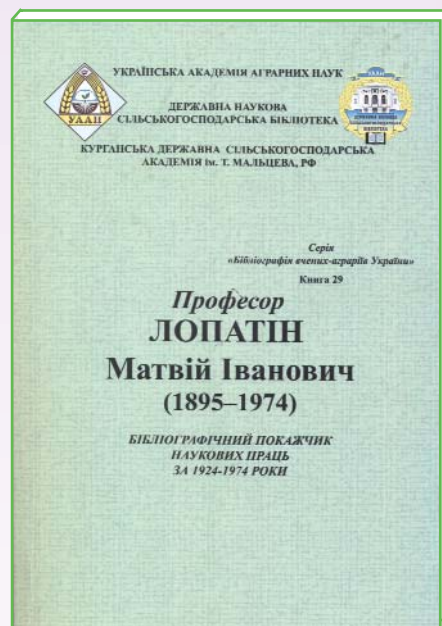 УКРАЇНСЬКА АКАДЕМІЯ АГРАРНИХ НАУК
ДЕРЖАВНА НАУКОВА
СІЛЬСЬКОГОСПОДАРСЬКА БІБЛІОТЕКА
КУРГАНСЬКА ДЕРЖАВНА СІЛЬСЬКОГОСПОДАРСЬКА
АКАДЕМІЯ ім. Т. МАЛЬЦЕВА, РФ
УААН
Серія
«Бібліографія вчених-аграріїв України»
Книга 29
Професор
ЛОПАТІН
Матвій Іванович
(1895–1974)
БІБЛІОГРАФІЧНИЙ ПОКАЖЧИК
НАУКОВИХ ПРАЦЬ
ЗА 1924-1974 РОКИ